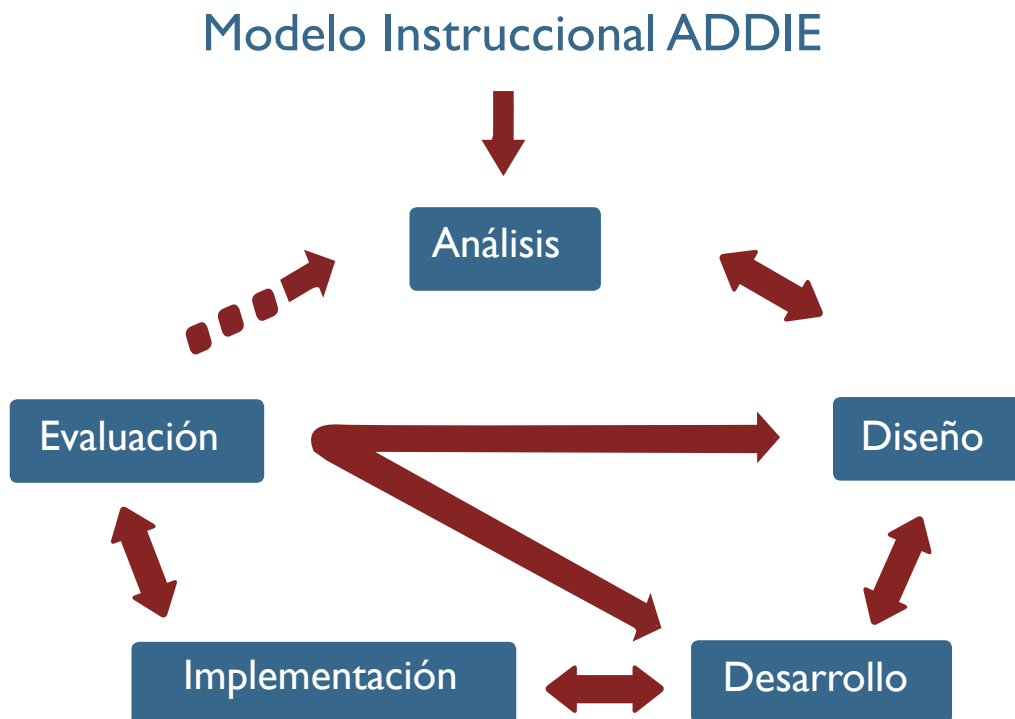 Modelo Instruccional ADDIE
Análisis
Evaluación
Diseño
Implementación
Desarrollo